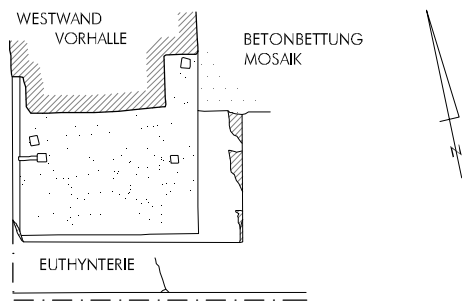 WESTWAND
VORHALLE
BETONBETTUNG
MOSAIK
N
EUTHYNTERIE